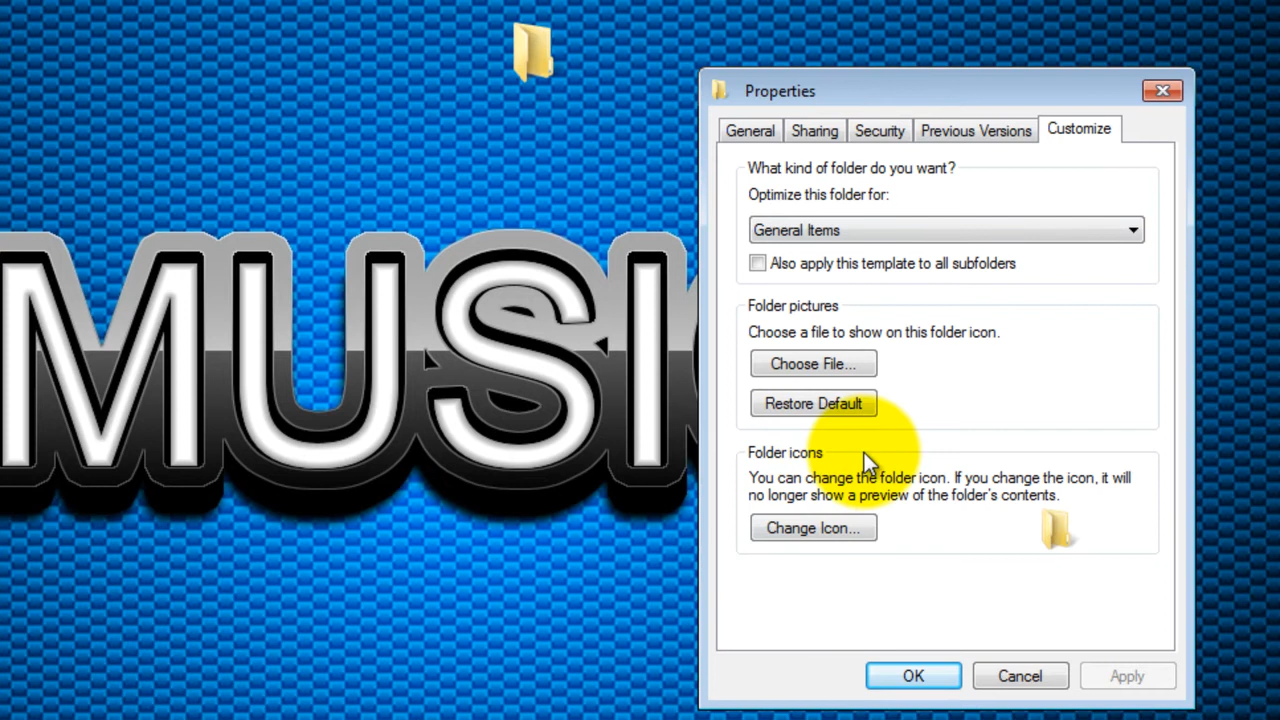 MUSI
Properties
General
Sharing
Security
Previous Versions
Customize
What kind of folder do you want?
Optimize this folder for:
General Items
Also apply this template to all subfolders
Folder pictures
Choose a file to show on this folder icon.
Choose File...
Restore Default
Folder icons
You can change the folder icon. If you change the icon, it will
no longer show a preview of the folder's contents.
Change Icon...
OK
Cancel
Apply